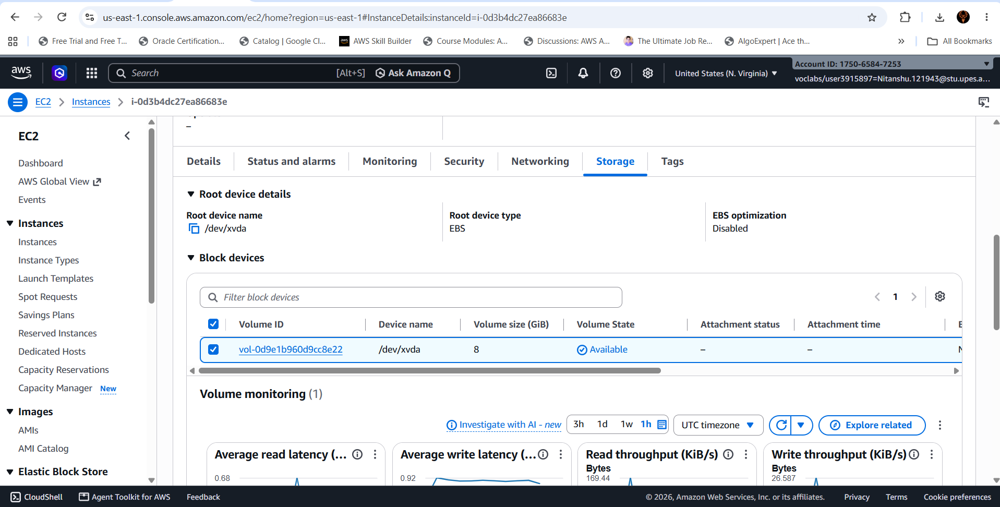 us-east-1.console.aws.amazon.com/ec2/home?region=us-east-1#InstanceDetails:instanceId=i-0d3b4dc27ea86683e
Free Trial and Free T... Oracle Certification... Catalog | Google Cl... AWS Skill Builder Course Modules: A... Discussions: AWS A... The Ultimate Job Re... AlgoExpert | Ace th... » All Bookmarks
aws Search [Alt+S] Ask Amazon Q United States (N. Virginia) Account ID: 1750-6584-7253
voclabs/user3915897=Nitanshu.121943@stu.upes.a...
EC2 Instances i-0d3b4dc27ea86683e
–
EC2
Dashboard
AWS Global View
Events
Instances
Instances
Instance Types
Launch Templates
Spot Requests
Savings Plans
Reserved Instances
Dedicated Hosts
Capacity Reservations
Capacity Manager New
Images
AMIs
AMI Catalog
Elastic Block Store
Details Status and alarms Monitoring Security Networking Storage Tags
Root device details
Root device name Root device type EBS optimization
/dev/xvda EBS Disabled
Block devices
Filter block devices 1
Volume ID Device name Volume size (GiB) Volume State Attachment status Attachment time
vol-0d9e1b960d9cc8e22 /dev/xvda 8 Available – –
Volume monitoring (1)
Investigate with AI - new 3h 1d 1w 1h UTC timezone Explore related
Average read latency (... Average write latency (... Read throughput (KiB/s) Write throughput (KiB/s)
Bytes Bytes
0.68 0.92 169.44 26.587
CloudShell Agent Toolkit for AWS Feedback © 2026, Amazon Web Services, Inc. or its affiliates. Privacy Terms Cookie preferences